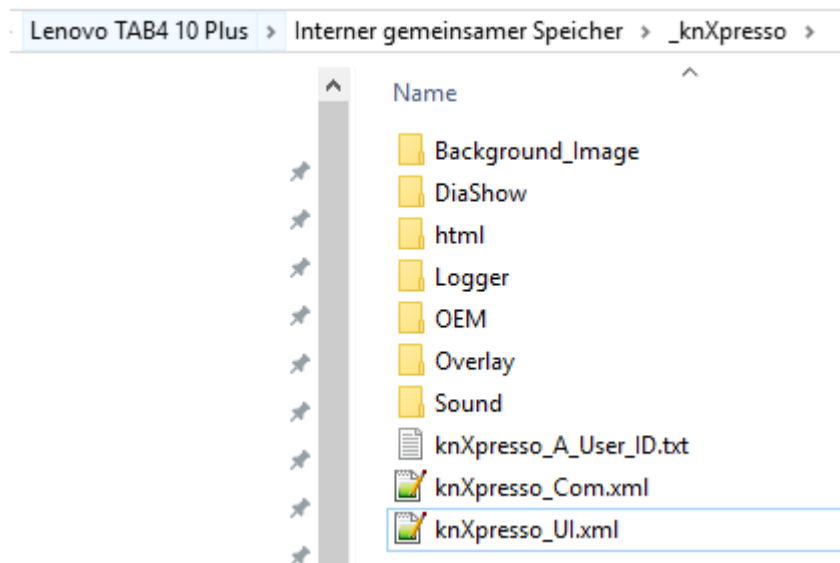 Lenovo TAB4 10 Plus > Interner gemeinsamer Speicher > _knXpresso >
Name
Background_Image
DiaShow
html
Logger
OEM
Overlay
Sound
knXpresso_A_User_ID.txt
knXpresso_Com.xml
knXpresso_UI.xml